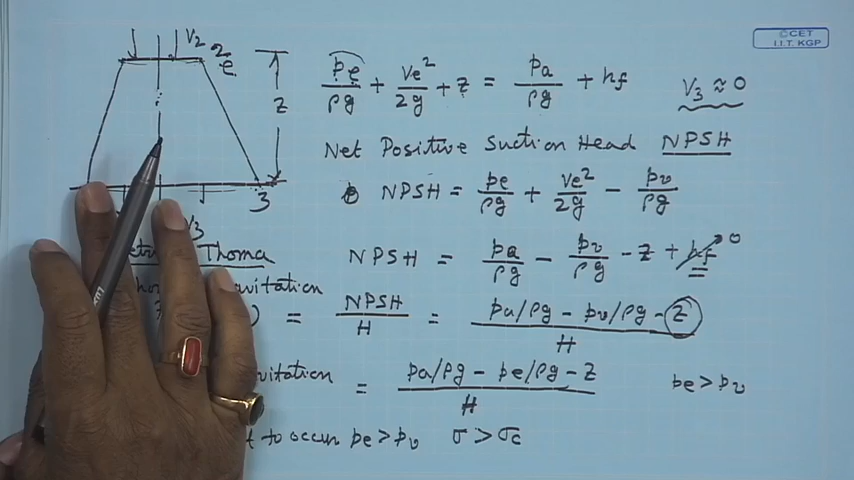 ©CET
I.I.T. KGP
V₂ 2 e
z
3
V₃
pe/ρg + Ve²/2g + z = pa/ρg + hf V₃ ≈ 0
Net Positive Suction Head NPSH
NPSH = pe/ρg + Ve²/2g − pv/ρg
Thoma NPSH = pa/ρg − pv/ρg − z + hf 0
= NPSH/H = (pa/ρg − pv/ρg − z)/H
= (pa/ρg − pe/ρg − z)/H pe > pv
to occur pe > pv σ > σc